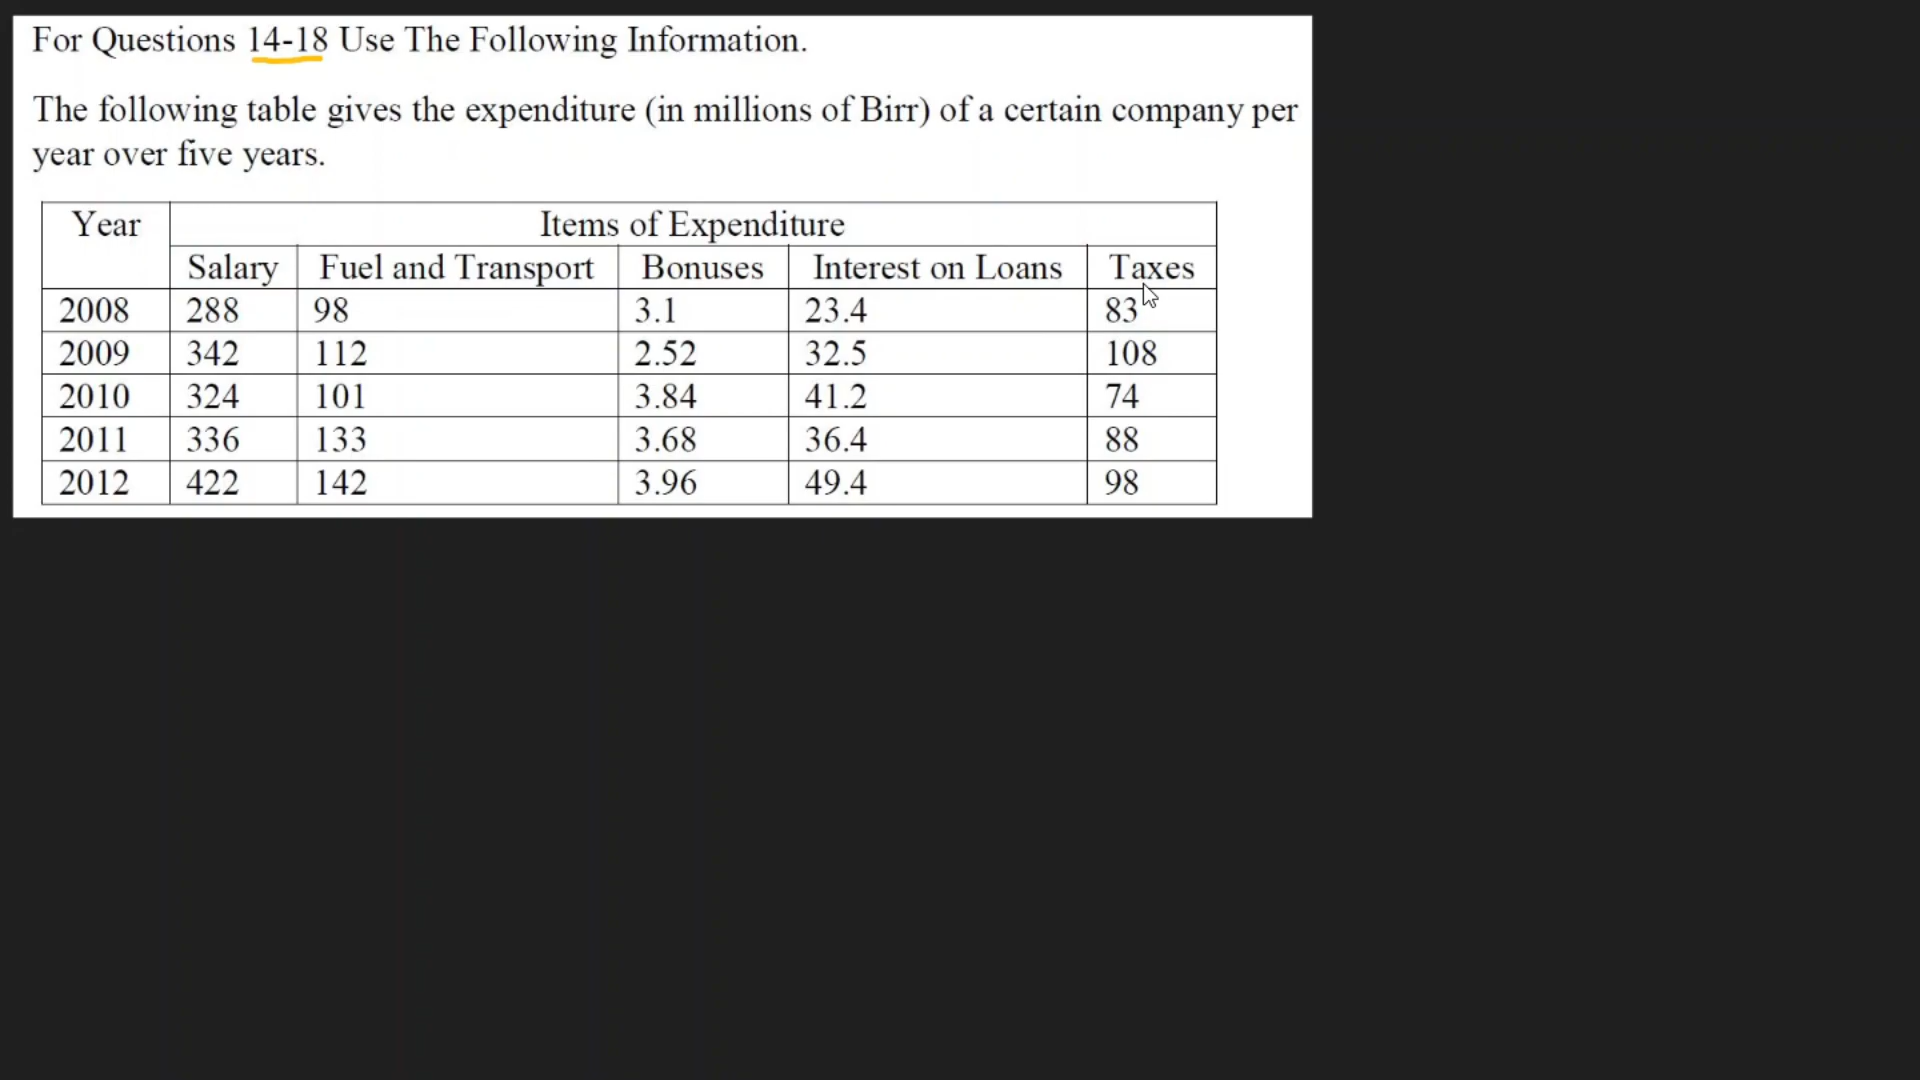 For Questions 14-18 Use The Following Information.
The following table gives the expenditure (in millions of Birr) of a certain company per
year over five years.
Year Items of Expenditure
Salary Fuel and Transport Bonuses Interest on Loans Taxes
2008 288 98 3.1 23.4 83
2009 342 112 2.52 32.5 108
2010 324 101 3.84 41.2 74
2011 336 133 3.68 36.4 88
2012 422 142 3.96 49.4 98